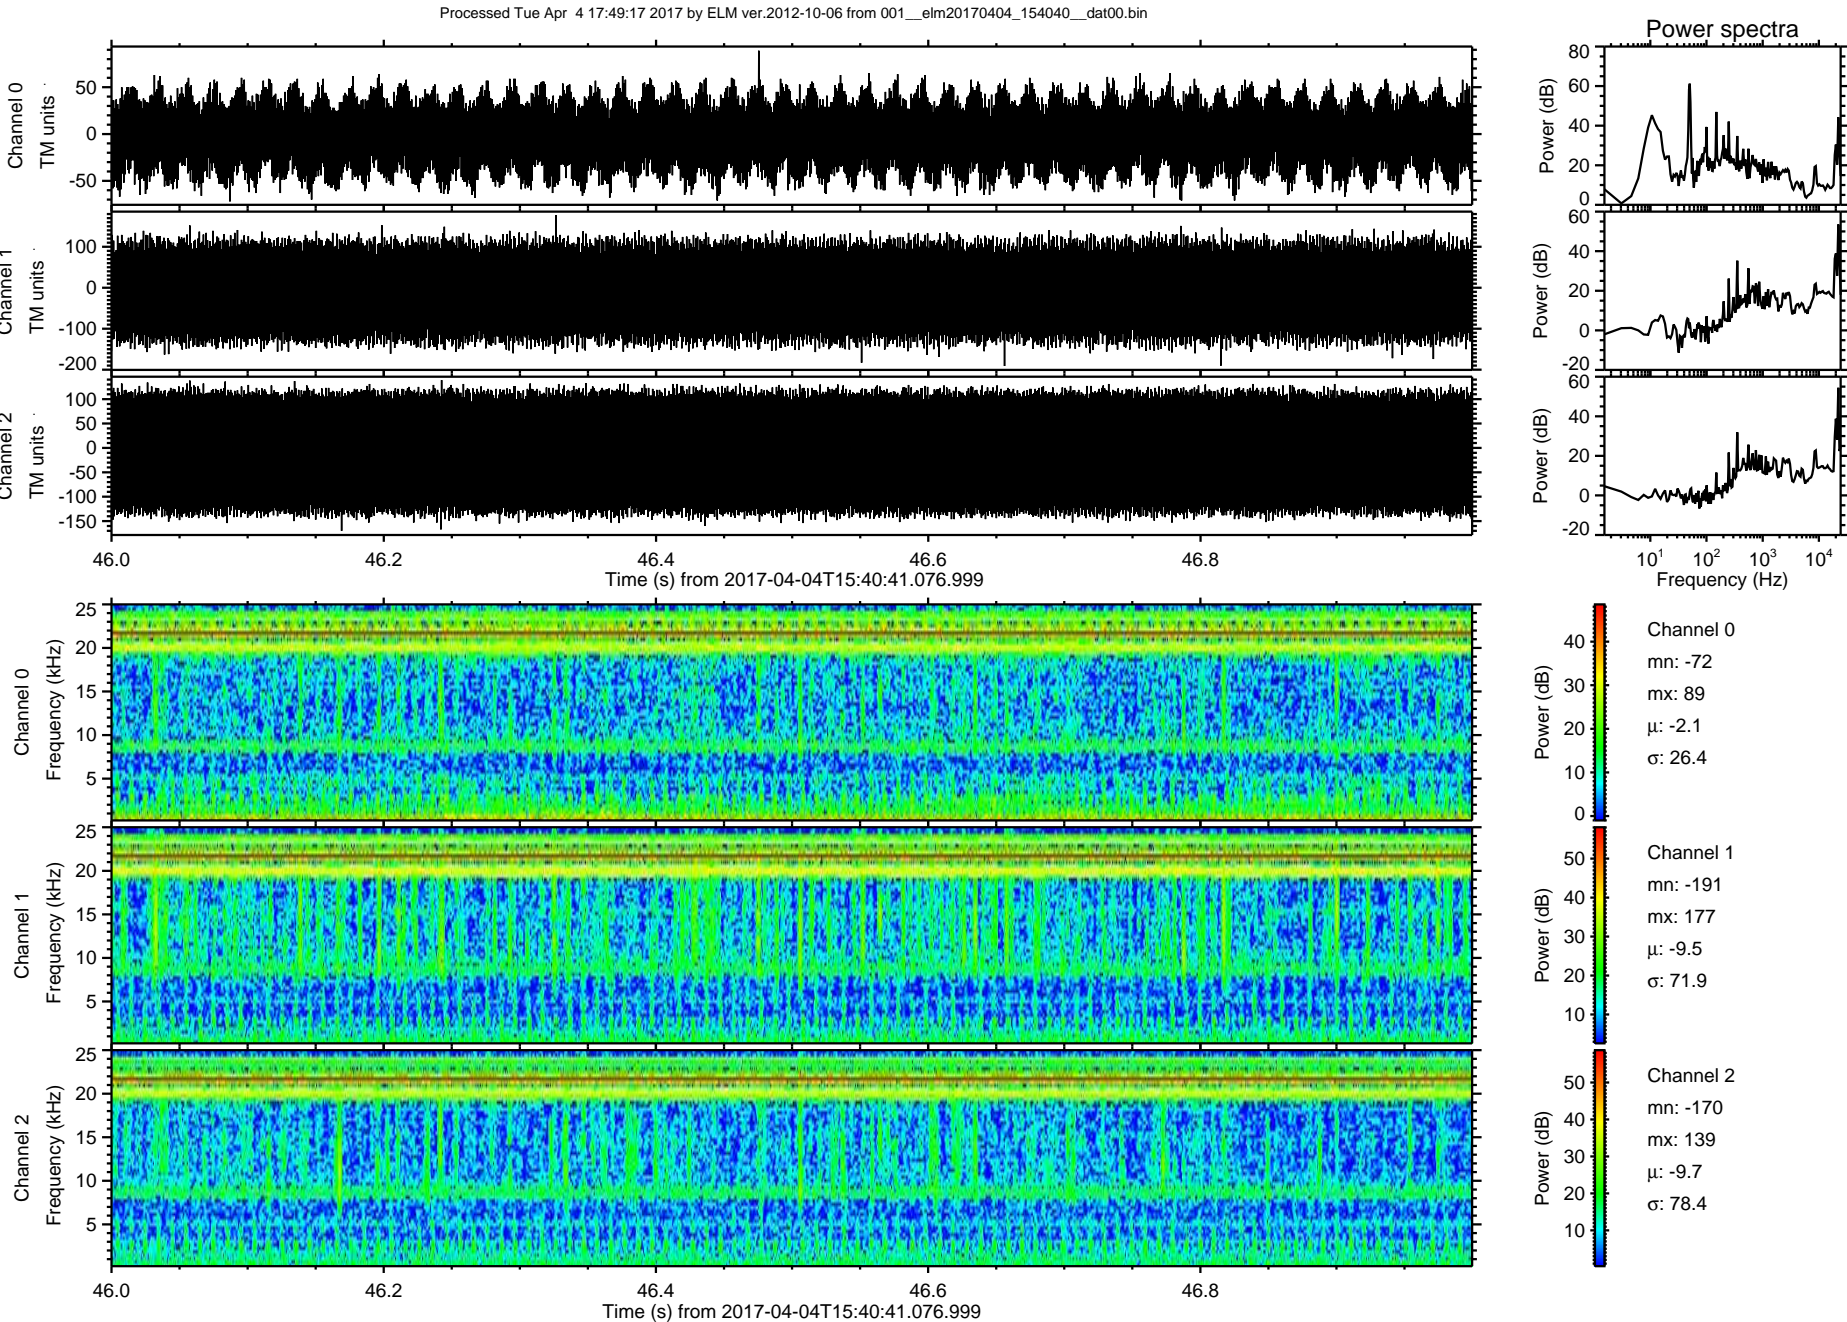 Processed Tue Apr  4 17:49:17 2017 by ELM ver.2012-10-06 from 001__elm20170404_154040__dat00.bin
Power spectra
Channel 0
TM units
50
0
-50
Power (dB)
80
60
40
20
0
Channel 1
TM units
100
0
-100
-200
Power (dB)
60
40
20
0
-20
Channel 2
TM units
100
50
0
-50
-100
-150
Power (dB)
60
40
20
0
-20
46.0 46.2 46.4 46.6 46.8
Time (s) from 2017-04-04T15:40:41.076.999
10¹ 10² 10³ 10⁴
Frequency (Hz)
Channel 0
Frequency (kHz)
25
20
15
10
5
Power (dB)
40
30
20
10
0
Channel 0
mn: -72
mx: 89
μ: -2.1
σ: 26.4
Channel 1
Frequency (kHz)
25
20
15
10
5
Power (dB)
50
40
30
20
10
Channel 1
mn: -191
mx: 177
μ: -9.5
σ: 71.9
Channel 2
Frequency (kHz)
25
20
15
10
5
Power (dB)
50
40
30
20
10
Channel 2
mn: -170
mx: 139
μ: -9.7
σ: 78.4
46.0 46.2 46.4 46.6 46.8
Time (s) from 2017-04-04T15:40:41.076.999